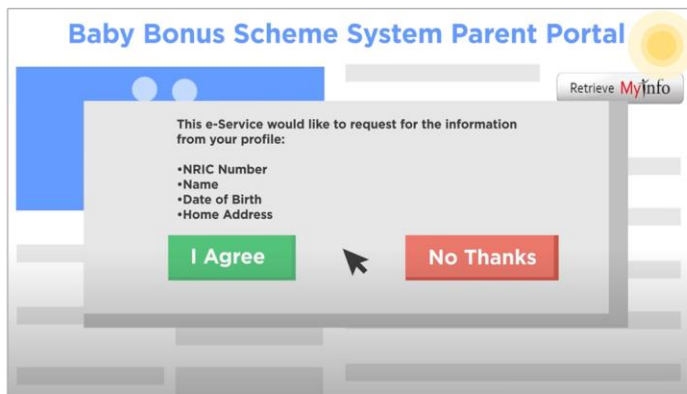 Baby Bonus Scheme System Parent Portal
Retrieve Myinfo
This e-Service would like to request for the information
from your profile:
•NRIC Number
•Name
•Date of Birth
•Home Address
I Agree
No Thanks